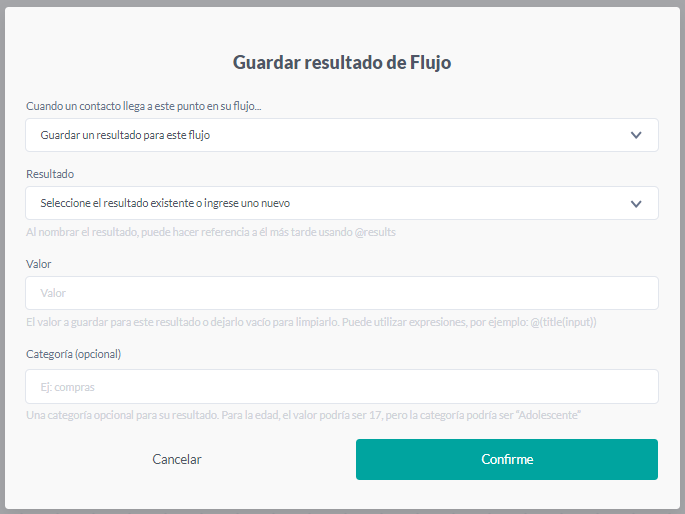 Guardar resultado de Flujo
Cuando un contacto llega a este punto en su flujo...
Guardar un resultado para este flujo
Resultado
Seleccione el resultado existente o ingrese uno nuevo
Al nombrar el resultado, puede hacer referencia a él más tarde usando @results
Valor
Valor
El valor a guardar para este resultado o dejarlo vacío para limpiarlo. Puede utilizar expresiones, por ejemplo: @(title(input))
Categoría (opcional)
Ej: compras
Una categoría opcional para su resultado. Para la edad, el valor podría ser 17, pero la categoría podría ser "Adolescente"
Cancelar
Confirme